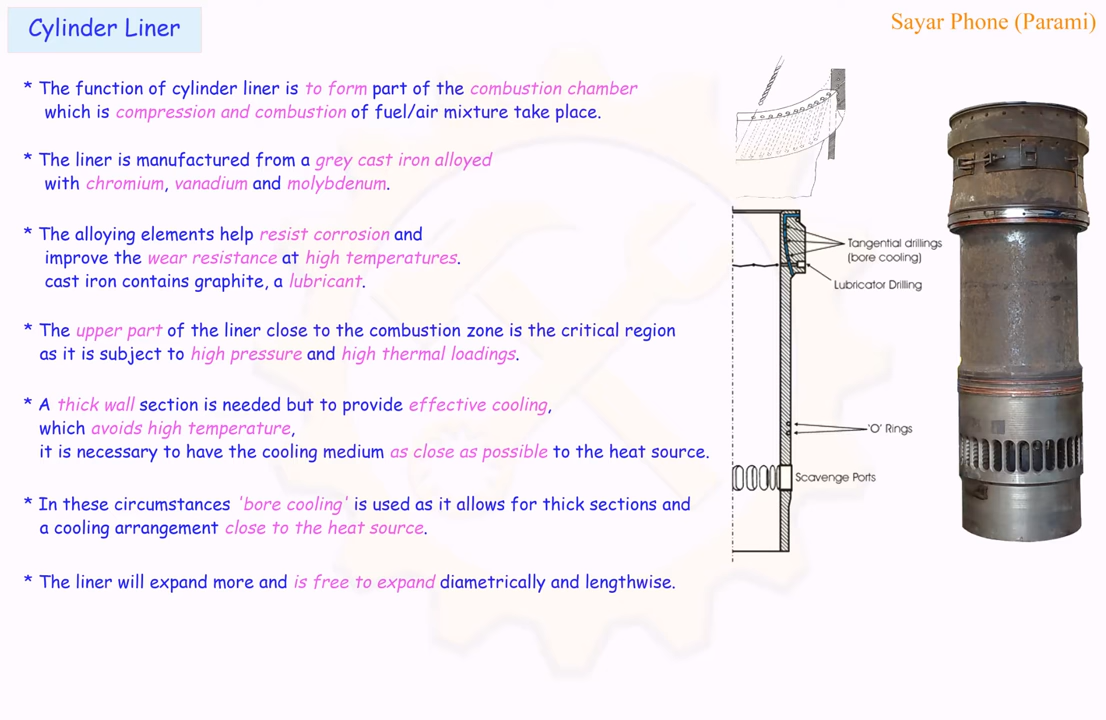 Cylinder Liner
Sayar Phone (Parami)
* The function of cylinder liner is to form part of the combustion chamber
which is compression and combustion of fuel/air mixture take place.
* The liner is manufactured from a grey cast iron alloyed
with chromium, vanadium and molybdenum.
* The alloying elements help resist corrosion and
improve the wear resistance at high temperatures.
cast iron contains graphite, a lubricant.
* The upper part of the liner close to the combustion zone is the critical region
as it is subject to high pressure and high thermal loadings.
* A thick wall section is needed but to provide effective cooling,
which avoids high temperature,
it is necessary to have the cooling medium as close as possible to the heat source.
* In these circumstances 'bore cooling' is used as it allows for thick sections and
a cooling arrangement close to the heat source.
* The liner will expand more and is free to expand diametrically and lengthwise.
Tangential drillings
(bore cooling)
Lubricator Drilling
'O' Rings
Scavenge Ports